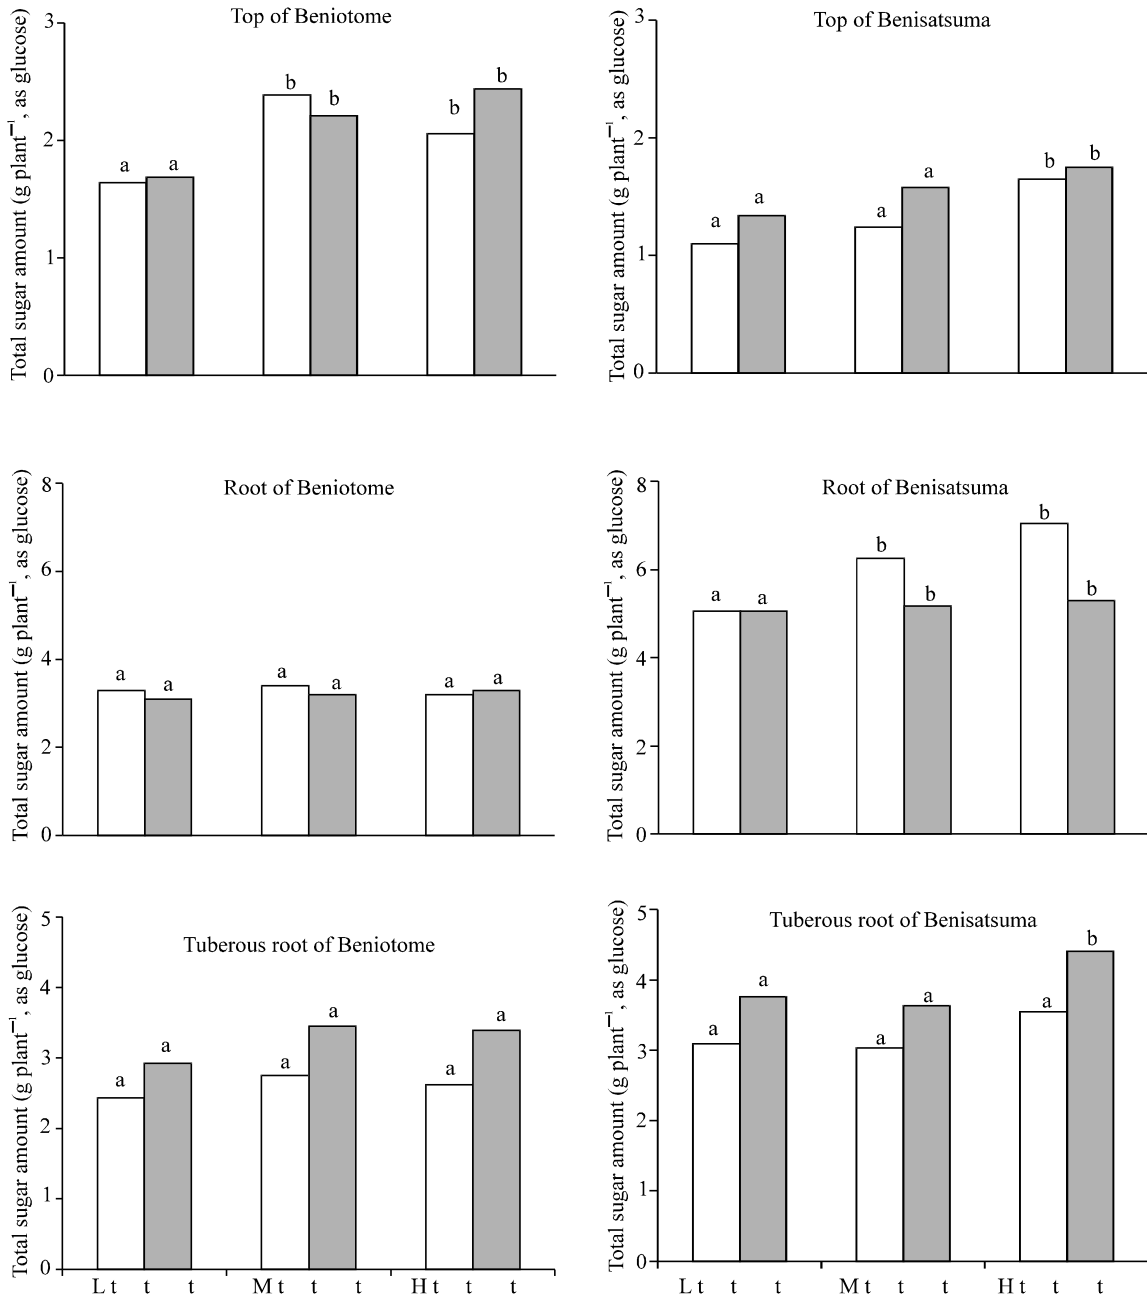 Top of Beniotome
Total sugar amount (g plant⁻¹, as glucose)
3
2
1
0
a a b b b b
Top of Benisatsuma
Total sugar amount (g plant⁻¹, as glucose)
3
2
1
0
a a a a b b
Root of Beniotome
Total sugar amount (g plant⁻¹, as glucose)
8
6
4
2
0
a a a a a a
Root of Benisatsuma
Total sugar amount (g plant⁻¹, as glucose)
8
6
4
2
0
a a b b b b
Tuberous root of Beniotome
Total sugar amount (g plant⁻¹, as glucose)
5
4
3
2
1
0
a a a a a a
L t t t M t t t H t t t
Tuberous root of Benisatsuma
Total sugar amount (g plant⁻¹, as glucose)
5
4
3
2
1
0
a a a a a b
L t t t M t t t H t t t